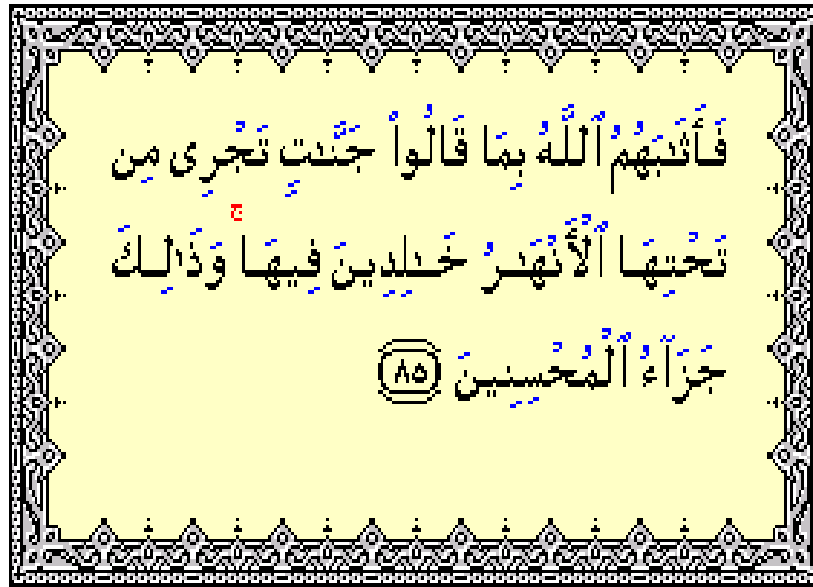 فَأَثَٰبَهُمُ ٱللَّهُ بِمَا قَالُوا۟ جَنَّٰتٍ تَجْرِى مِن
تَحْتِهَا ٱلْأَنْهَٰرُ خَٰلِدِينَ فِيهَا ۚ وَذَٰلِكَ
جَزَآءُ ٱلْمُحْسِنِينَ ٨٥